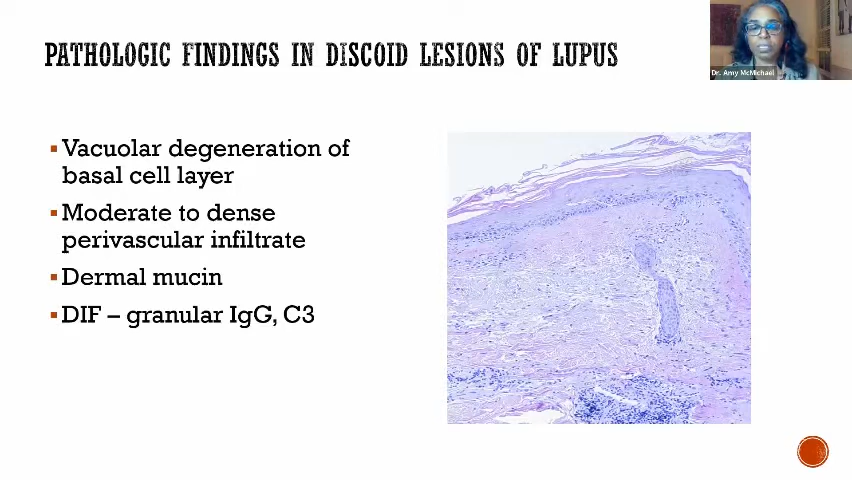 PATHOLOGIC FINDINGS IN DISCOID LESIONS OF LUPUS
Dr. Amy McMichael
▪ Vacuolar degeneration of
basal cell layer
▪ Moderate to dense
perivascular infiltrate
▪ Dermal mucin
▪ DIF – granular IgG, C3